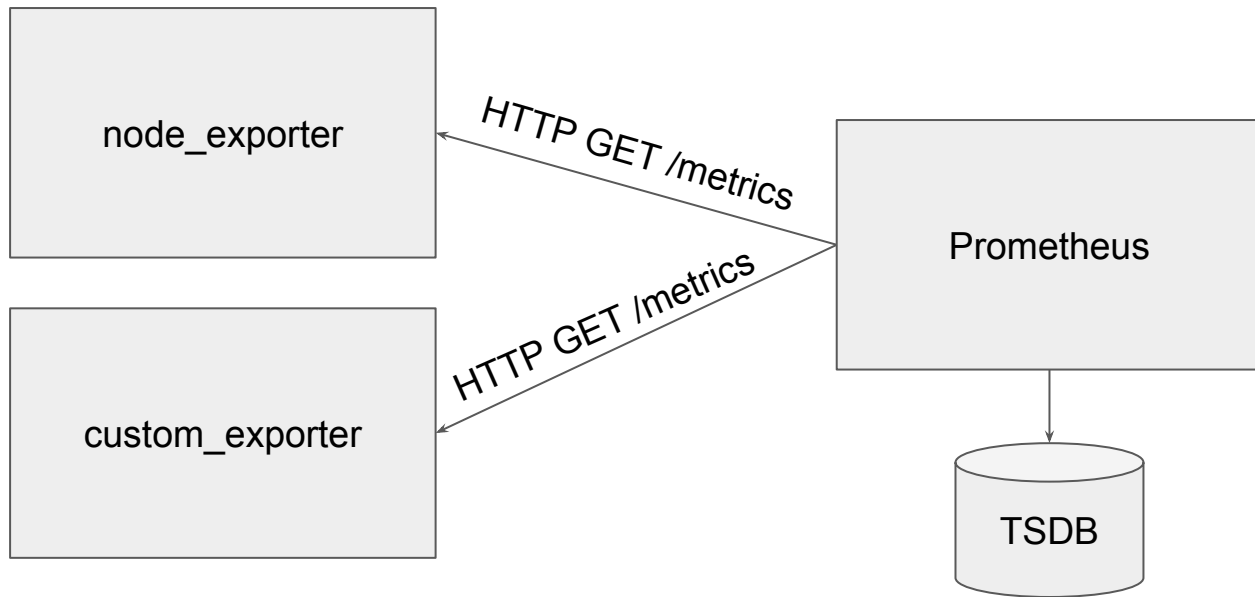 node_exporter
HTTP GET /metrics
Prometheus
HTTP GET /metrics
custom_exporter
TSDB